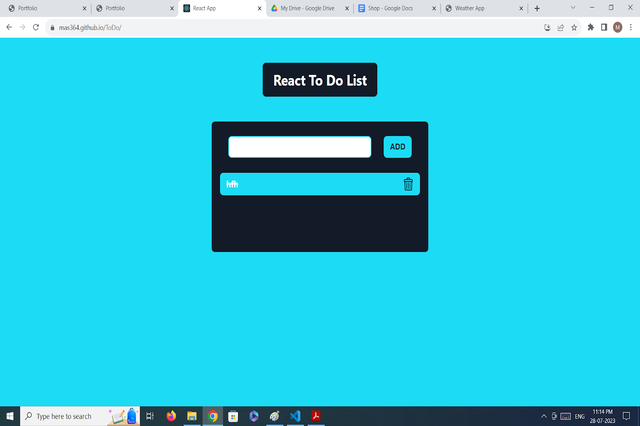 Portfolio
Portfolio
React App
My Drive - Google Drive
Shop - Google Docs
Weather App
mas364.github.io/ToDo/
M
React To Do List
ADD
Type here to search
ENG
11:14 PM
28-07-2023